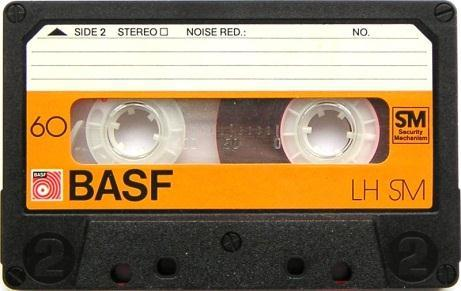 SIDE 2 STEREO NOISE RED.: NO.
60
SM
Security
Mechanism
BASF
BASF
LH SM
2 2